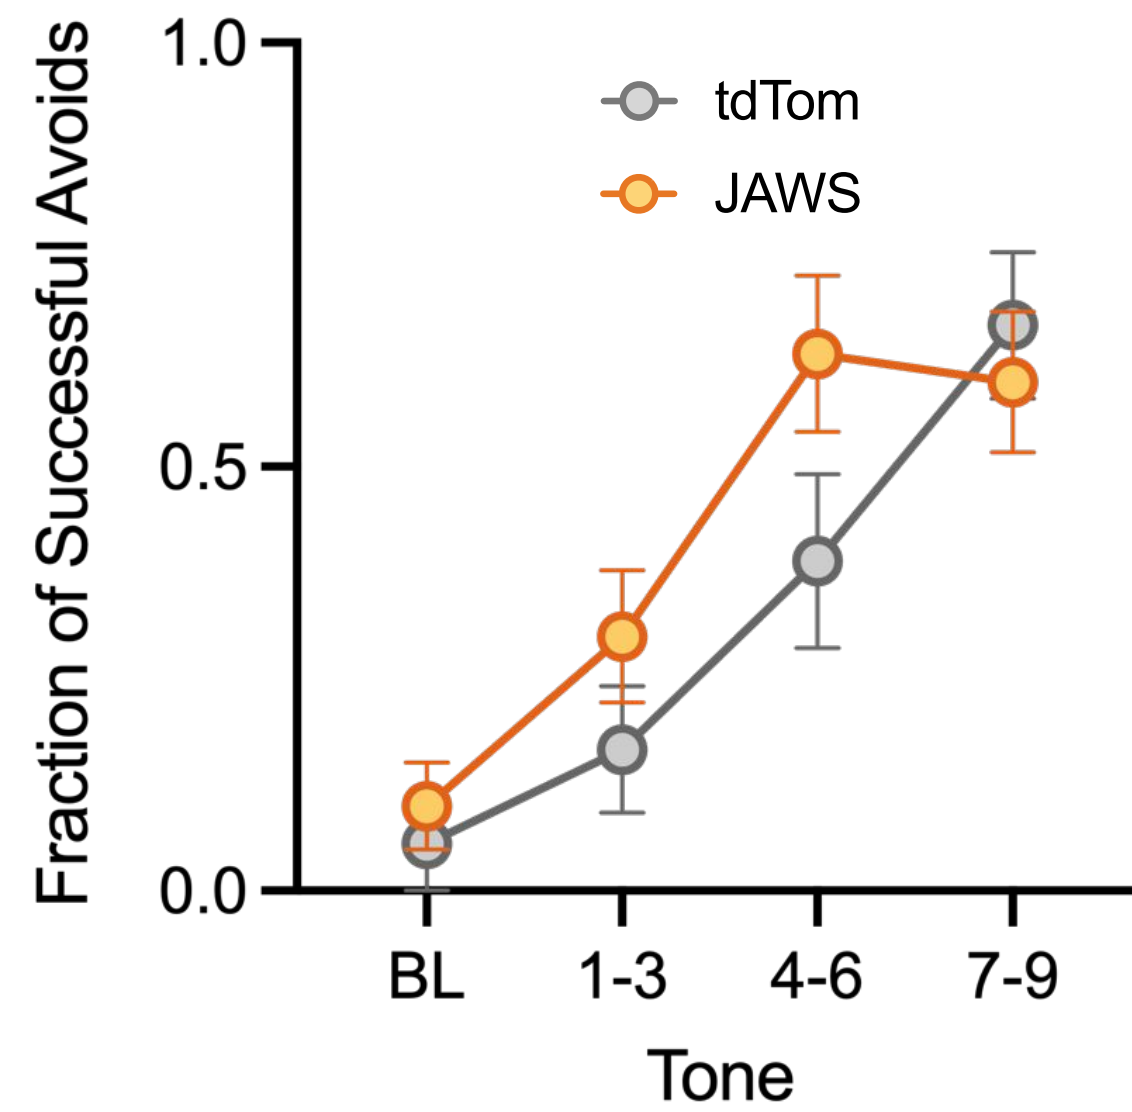 Fraction of Successful Avoids
1.0
0.5
0.0
tdTom
JAWS
BL 1-3 4-6 7-9
Tone